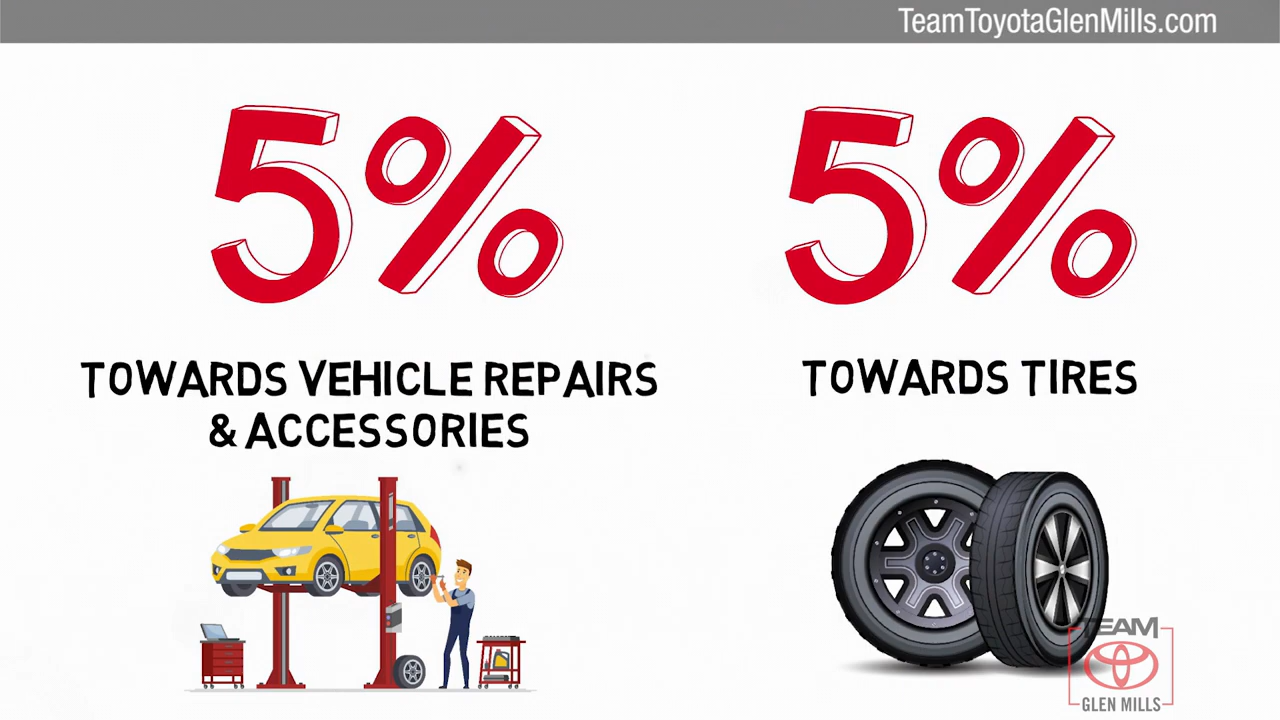 TeamToyotaGlenMills.com
5%
TOWARDS VEHICLE REPAIRS
& ACCESSORIES
5%
TOWARDS TIRES
TEAM
GLEN MILLS